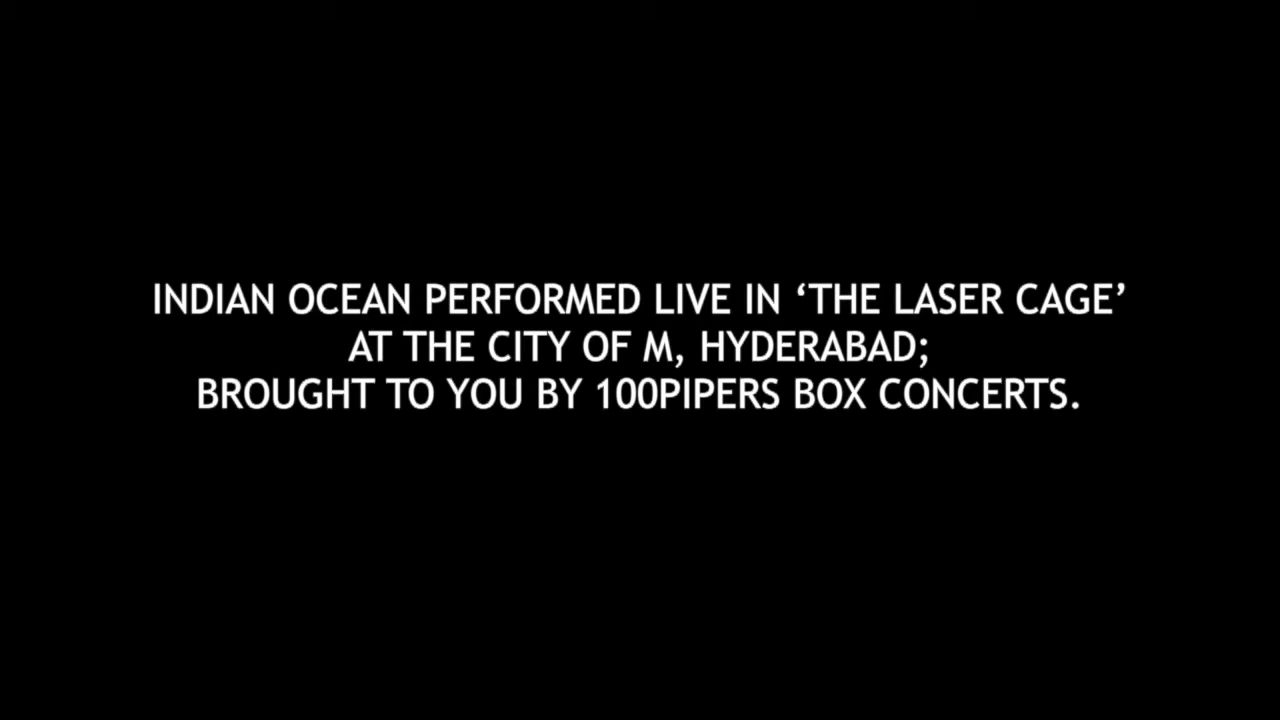 INDIAN OCEAN PERFORMED LIVE IN ‘THE LASER CAGE’
AT THE CITY OF M, HYDERABAD;
BROUGHT TO YOU BY 100PIPERS BOX CONCERTS.